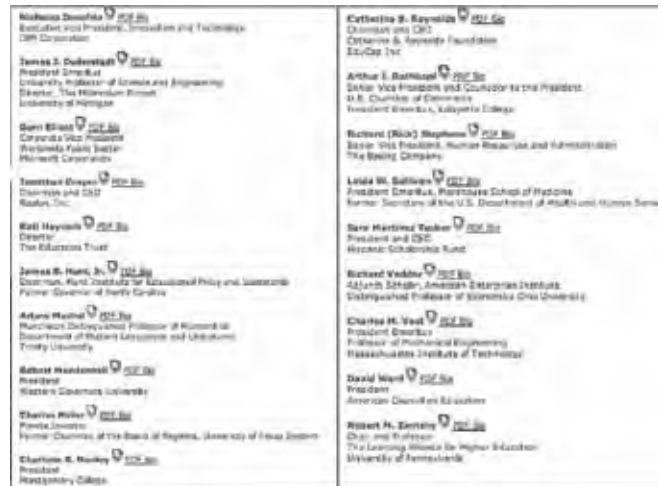 Nicholas Donofrio PDF Bio
Executive Vice President, Innovation and Technology
IBM Corporation
James J. Duderstadt PDF Bio
President Emeritus
University Professor of Science and Engineering
Director, The Millennium Project
University of Michigan
Gerri Elliott PDF Bio
Corporate Vice President
Worldwide Public Sector
Microsoft Corporation
Jonathan Grayer PDF Bio
Chairman and CEO
Kaplan, Inc.
Kati Haycock PDF Bio
Director
The Education Trust
James B. Hunt, Jr. PDF Bio
Chairman, Hunt Institute for Educational Policy and Leadership
Former Governor of North Carolina
Arturo Madrid PDF Bio
Murchison Distinguished Professor of Humanities
Department of Modern Languages and Literatures
Trinity University
Robert Mendenhall PDF Bio
President
Western Governors University
Charles Miller PDF Bio
Private Investor
Former Chairman of the Board of Regents, University of Texas System
Charlene R. Nunley PDF Bio
President
Montgomery College
Catherine B. Reynolds PDF Bio
Chairman and CEO
Catherine B. Reynolds Foundation
EduCap Inc
Arthur J. Rothkopf PDF Bio
Senior Vice President and Counselor to the President
U.S. Chamber of Commerce
President Emeritus, Lafayette College
Richard (Rick) Stephens PDF Bio
Senior Vice President, Human Resources and Administration
The Boeing Company
Louis W. Sullivan PDF Bio
President Emeritus, Morehouse School of Medicine
Former Secretary of the U.S. Department of Health and Human
Sara Martinez Tucker PDF Bio
President and CEO
Hispanic Scholarship Fund
Richard Vedder PDF Bio
Adjunct Scholar, American Enterprise Institute
Distinguished Professor of Economics Ohio University
Charles M. Vest PDF Bio
President Emeritus
Professor of Mechanical Engineering
Massachusetts Institute of Technology
David Ward PDF Bio
President
American Council on Education
Robert M. Zemsky PDF Bio
Chair and Professor
The Learning Alliance for Higher Education
University of Pennsylvania